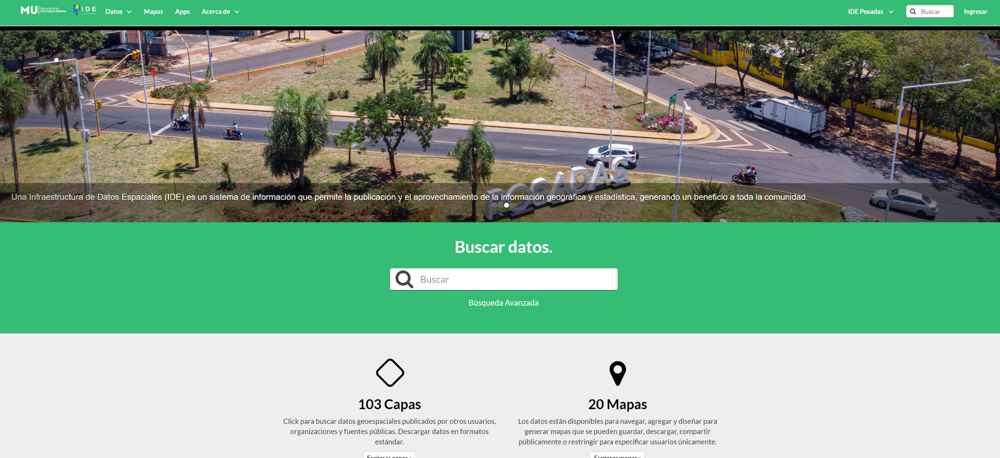 MU Secretaría de
MOVILIDAD URBANA
IDE
POSADAS
Datos
Mapas
Apps
Acerca de
IDE Posadas
Buscar
Ingresar
VIVERO
POSADAS
Una Infraestructura de Datos Espaciales (IDE) es un sistema de información que permite la publicación y el aprovechamiento de la información geográfica y estadística, generando un beneficio a toda la comunidad.
Buscar datos.
Buscar
Búsqueda Avanzada
103 Capas
Click para buscar datos geoespaciales publicados por otros usuarios,
organizaciones y fuentes públicas. Descargar datos en formatos
estándar.
Explorar capas »
20 Mapas
Los datos están disponibles para navegar, agregar y diseñar para
generar mapas que se pueden guardar, descargar, compartir
públicamente o restringir para especificar usuarios únicamente.
Explorar mapas »